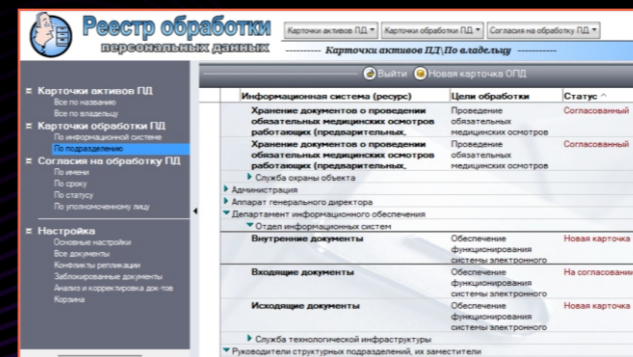 Реестр обработки
персональных данных
Карточки активов ПД
Карточки обработки ПД
Согласия на обработку ПД
---------- Карточки активов ПД\По владельцу ----------
Выйти
Новая карточка ОПД
Карточки активов ПД
Все по названию
Все по владельцу
Карточки обработки ПД
По информационной системе
По подразделению
Согласия на обработку ПД
По имени
По сроку
По статусу
По уполномоченному лицу
Настройка
Основные настройки
Все документы
Конфликты репликации
Заблокированные документы
Анализ и корректировка док-тов
Корзина
Информационная система (ресурс) Цели обработки Статус ^
Хранение документов о проведении Проведение Согласованный
обязательных медицинских осмотров обязательных
работающих (предварительных, медицинских осмотров
Хранение документов о проведении Проведение Согласованный
обязательных медицинских осмотров обязательных
работающих (предварительных, медицинских осмотров
Служба охраны объекта
Администрация
Аппарат генерального директора
Департамент информационного обеспечения
Отдел информационных систем
Внутренние документы Обеспечение Новая карточка
функционирования
системы электронного
Входящие документы Обеспечение На согласовании
функционирования
системы электронного
Исходящие документы Обеспечение Новая карточка
функционирования
системы электронного
Служба технологической инфраструктуры
Руководители структурных подразделений, их заместители